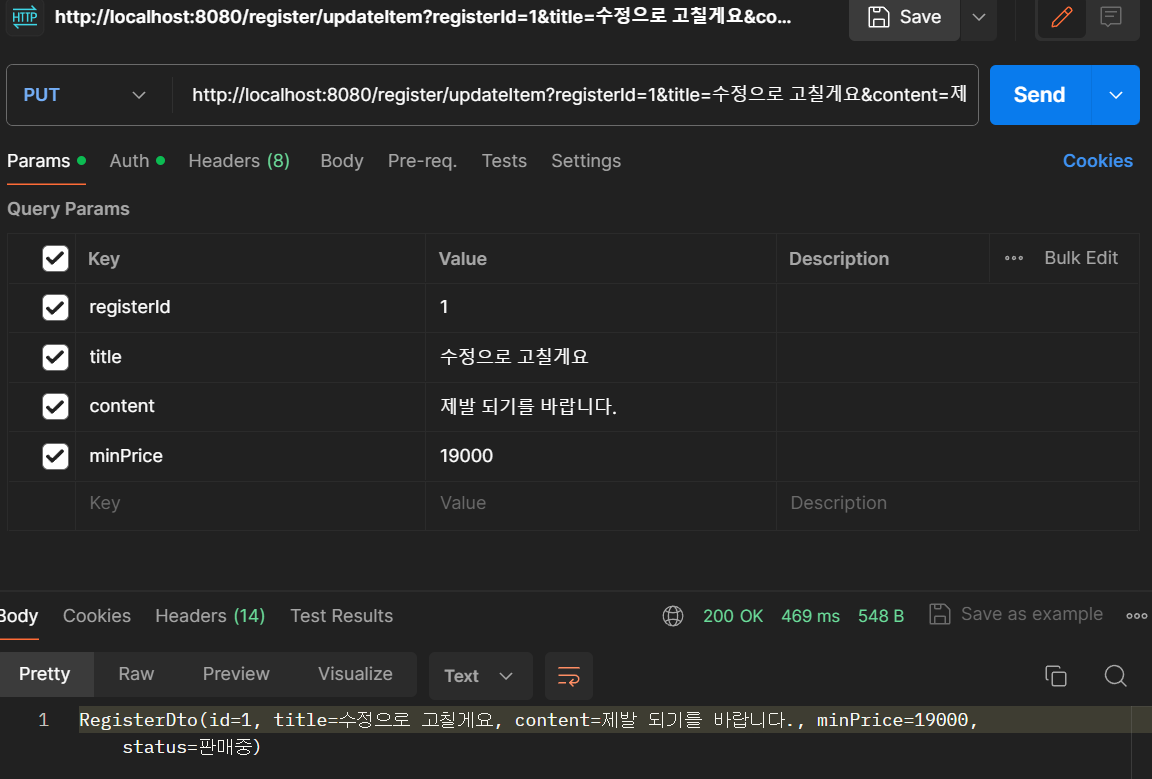 HTTP http://localhost:8080/register/updateItem?registerId=1&title=수정으로 고칠게요&co... Save
PUT http://localhost:8080/register/updateItem?registerId=1&title=수정으로 고칠게요&content=제 Send
Params Auth Headers (8) Body Pre-req. Tests Settings Cookies
Query Params
Key Value Description Bulk Edit
registerId 1
title 수정으로 고칠게요
content 제발 되기를 바랍니다.
minPrice 19000
Key Value Description
Body Cookies Headers (14) Test Results 200 OK 469 ms 548 B Save as example
Pretty Raw Preview Visualize Text
1 RegisterDto(id=1, title=수정으로 고칠게요, content=제발 되기를 바랍니다., minPrice=19000,
status=판매중)